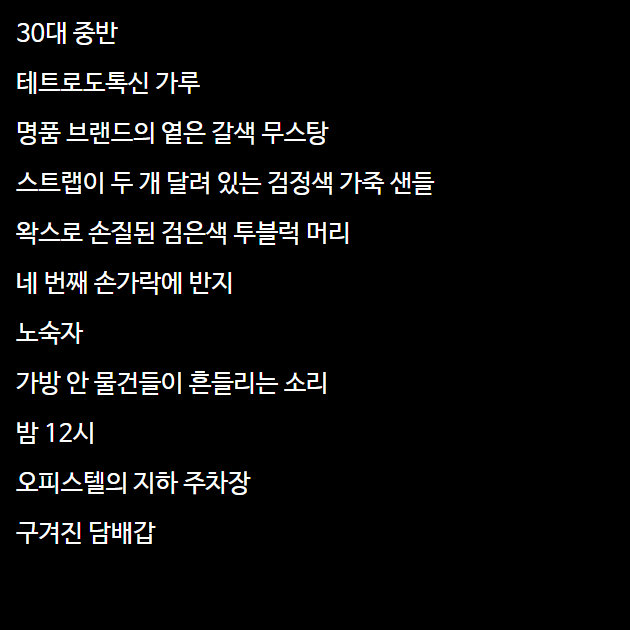 30대 중반
테트로도톡신 가루
명품 브랜드의 옅은 갈색 무스탕
스트랩이 두 개 달려 있는 검정색 가죽 샌들
왁스로 손질된 검은색 투블럭 머리
네 번째 손가락에 반지
노숙자
가방 안 물건들이 흔들리는 소리
밤 12시
오피스텔의 지하 주차장
구겨진 담배갑